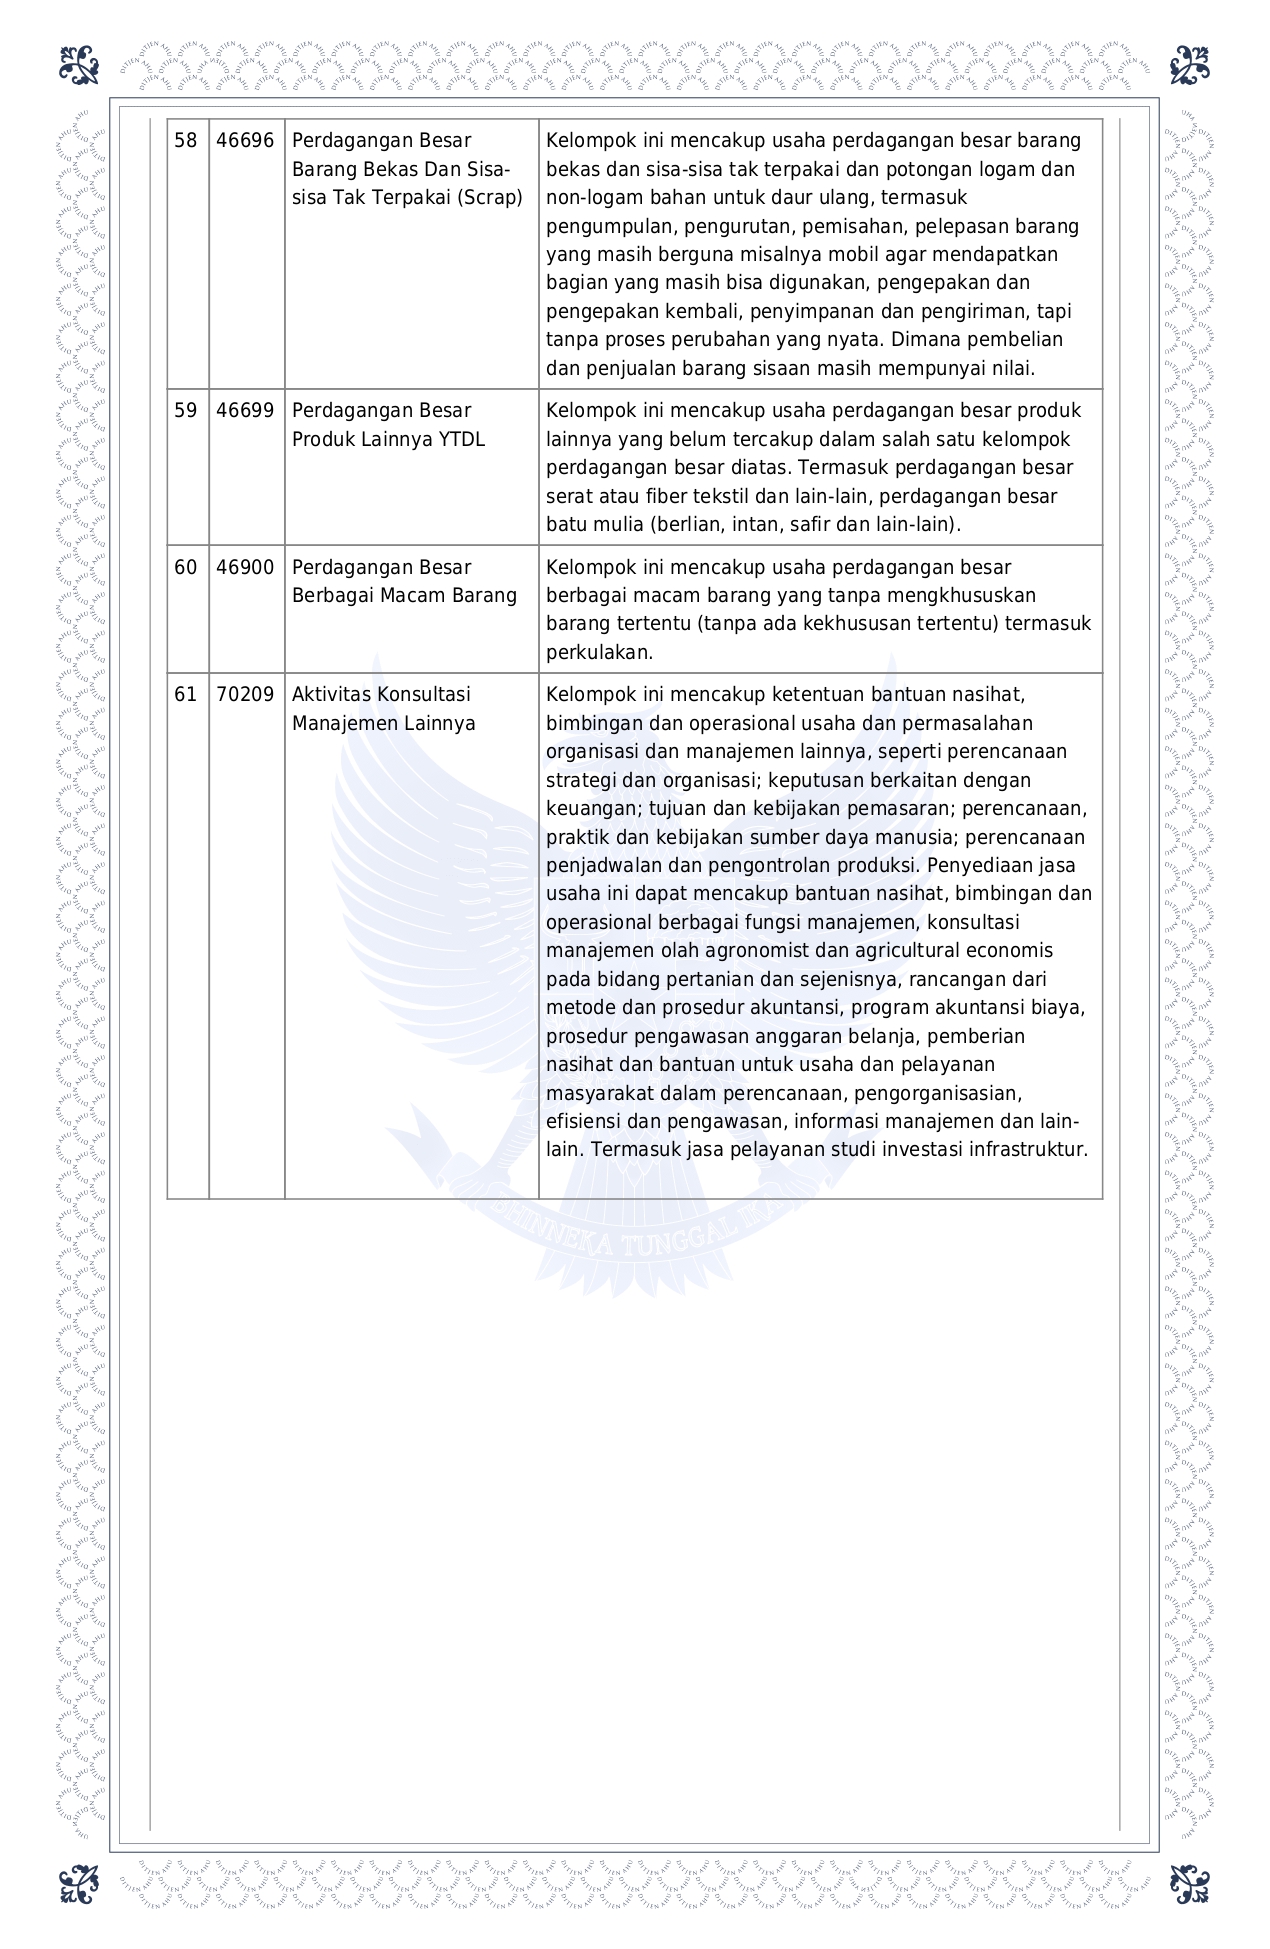 58 46696 Perdagangan Besar Kelompok ini mencakup usaha perdagangan besar barang
Barang Bekas Dan Sisa- bekas dan sisa-sisa tak terpakai dan potongan logam dan
sisa Tak Terpakai (Scrap) non-logam bahan untuk daur ulang, termasuk
pengumpulan, pengurutan, pemisahan, pelepasan barang
yang masih berguna misalnya mobil agar mendapatkan
bagian yang masih bisa digunakan, pengepakan dan
pengepakan kembali, penyimpanan dan pengiriman, tapi
tanpa proses perubahan yang nyata. Dimana pembelian
dan penjualan barang sisaan masih mempunyai nilai.
59 46699 Perdagangan Besar Kelompok ini mencakup usaha perdagangan besar produk
Produk Lainnya YTDL lainnya yang belum tercakup dalam salah satu kelompok
perdagangan besar diatas. Termasuk perdagangan besar
serat atau fiber tekstil dan lain-lain, perdagangan besar
batu mulia (berlian, intan, safir dan lain-lain).
60 46900 Perdagangan Besar Kelompok ini mencakup usaha perdagangan besar
Berbagai Macam Barang berbagai macam barang yang tanpa mengkhususkan
barang tertentu (tanpa ada kekhususan tertentu) termasuk
perkulakan.
61 70209 Aktivitas Konsultasi Kelompok ini mencakup ketentuan bantuan nasihat,
Manajemen Lainnya bimbingan dan operasional usaha dan permasalahan
organisasi dan manajemen lainnya, seperti perencanaan
strategi dan organisasi; keputusan berkaitan dengan
keuangan; tujuan dan kebijakan pemasaran; perencanaan,
praktik dan kebijakan sumber daya manusia; perencanaan
penjadwalan dan pengontrolan produksi. Penyediaan jasa
usaha ini dapat mencakup bantuan nasihat, bimbingan dan
operasional berbagai fungsi manajemen, konsultasi
manajemen olah agronomist dan agricultural economis
pada bidang pertanian dan sejenisnya, rancangan dari
metode dan prosedur akuntansi, program akuntansi biaya,
prosedur pengawasan anggaran belanja, pemberian
nasihat dan bantuan untuk usaha dan pelayanan
masyarakat dalam perencanaan, pengorganisasian,
efisiensi dan pengawasan, informasi manajemen dan lain-
lain. Termasuk jasa pelayanan studi investasi infrastruktur.
BHINNEKA TUNGGAL IKA